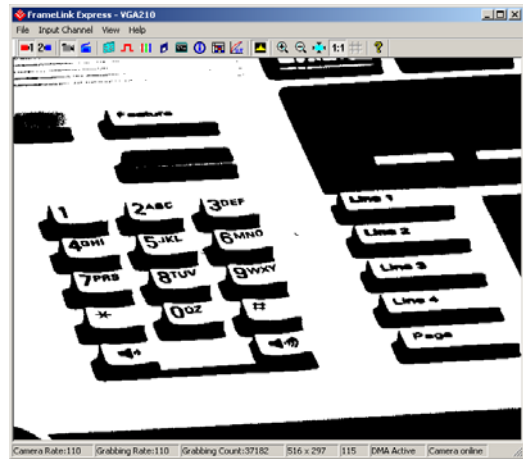 FrameLink Express - VGA210
File Input Channel View Help
1 2 1:1 ?
Feature
1 2ABC 3DEF
4GHI 5JKL 6MNO
7PRS 8TUV 9WXY
* 0OZ #
Line 1
Line 2
Line 3
Line 4
Page
Camera Rate:110 Grabbing Rate:110 Grabbing Count:37182 516 x 297 115 DMA Active Camera online